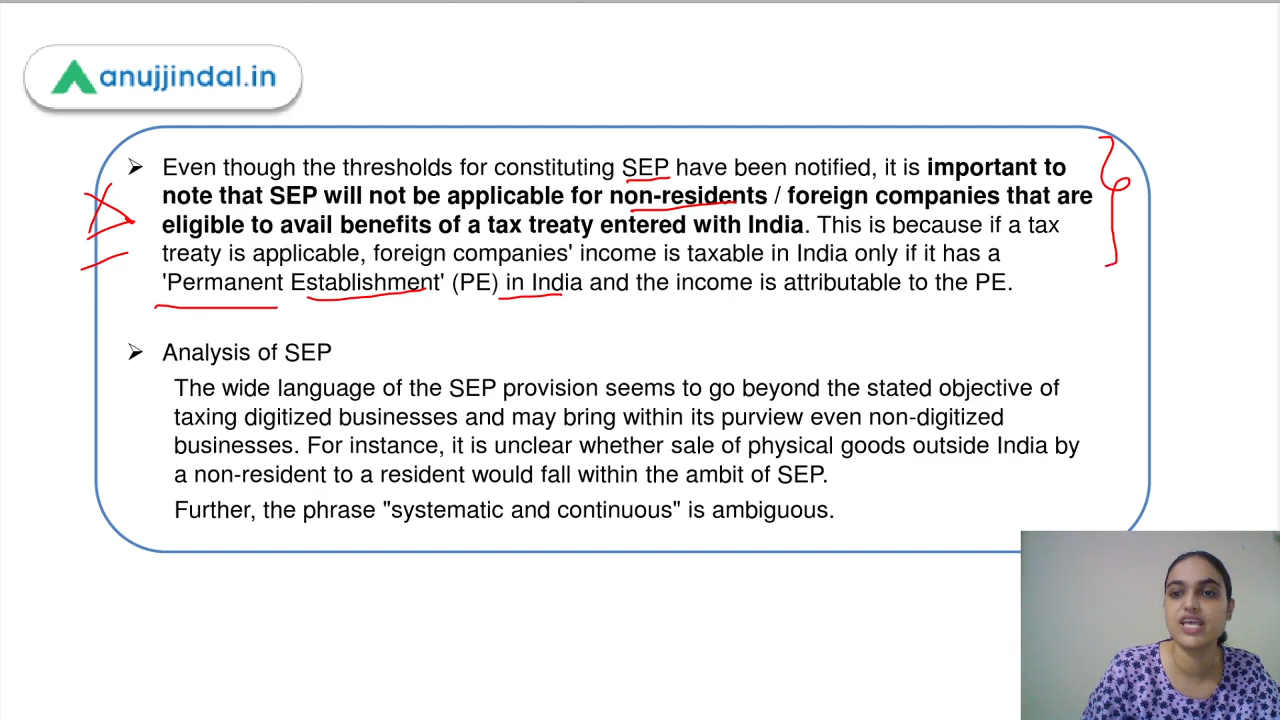 anujjindal.in
➢ Even though the thresholds for constituting SEP have been notified, it is important to
note that SEP will not be applicable for non-residents / foreign companies that are
eligible to avail benefits of a tax treaty entered with India. This is because if a tax
treaty is applicable, foreign companies' income is taxable in India only if it has a
'Permanent Establishment' (PE) in India and the income is attributable to the PE.
➢ Analysis of SEP
The wide language of the SEP provision seems to go beyond the stated objective of
taxing digitized businesses and may bring within its purview even non-digitized
businesses. For instance, it is unclear whether sale of physical goods outside India by
a non-resident to a resident would fall within the ambit of SEP.
Further, the phrase "systematic and continuous" is ambiguous.